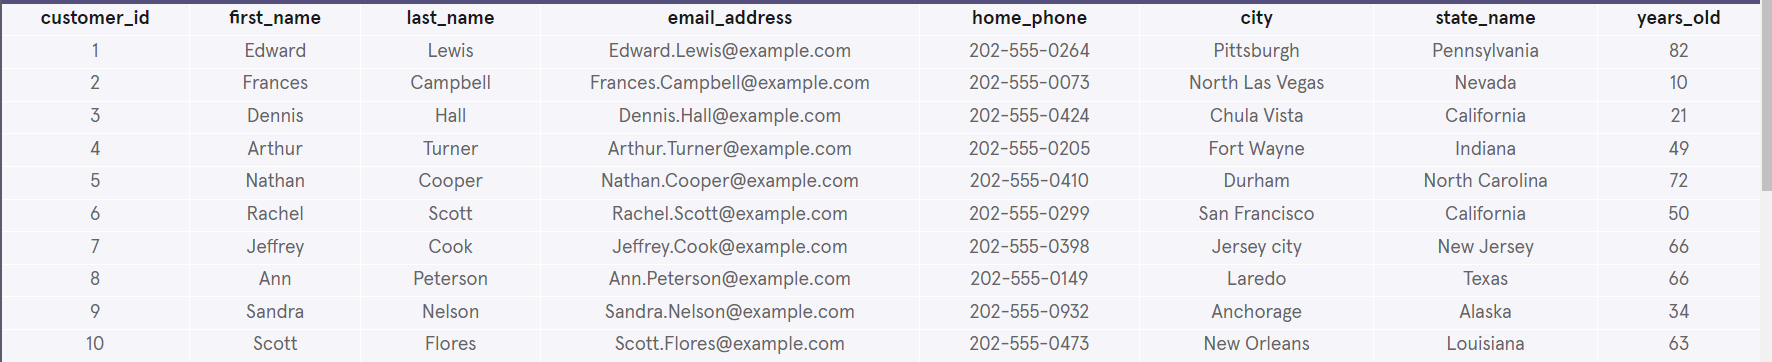 customer_id first_name last_name email_address home_phone city state_name years_old
1 Edward Lewis Edward.Lewis@example.com 202-555-0264 Pittsburgh Pennsylvania 82
2 Frances Campbell Frances.Campbell@example.com 202-555-0073 North Las Vegas Nevada 10
3 Dennis Hall Dennis.Hall@example.com 202-555-0424 Chula Vista California 21
4 Arthur Turner Arthur.Turner@example.com 202-555-0205 Fort Wayne Indiana 49
5 Nathan Cooper Nathan.Cooper@example.com 202-555-0410 Durham North Carolina 72
6 Rachel Scott Rachel.Scott@example.com 202-555-0299 San Francisco California 50
7 Jeffrey Cook Jeffrey.Cook@example.com 202-555-0398 Jersey city New Jersey 66
8 Ann Peterson Ann.Peterson@example.com 202-555-0149 Laredo Texas 66
9 Sandra Nelson Sandra.Nelson@example.com 202-555-0932 Anchorage Alaska 34
10 Scott Flores Scott.Flores@example.com 202-555-0473 New Orleans Louisiana 63